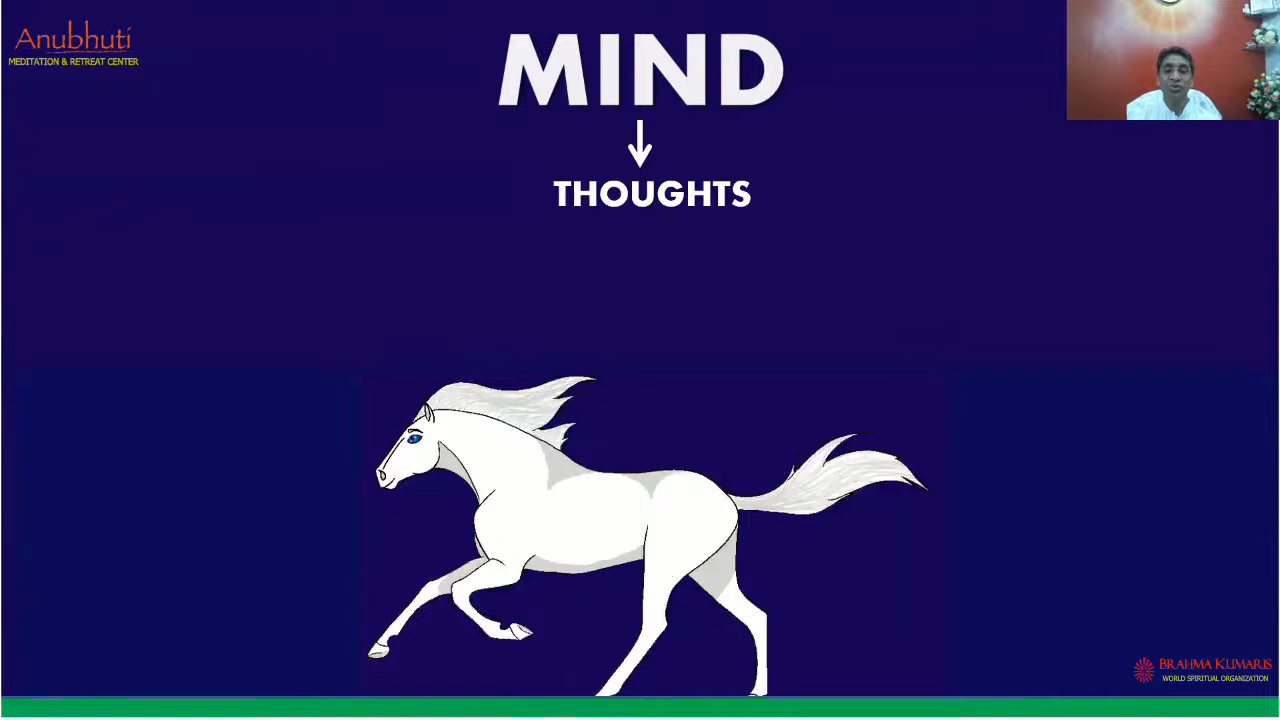 Anubhuti
MEDITATION & RETREAT CENTER
MIND
THOUGHTS
BRAHMA KUMARIS
WORLD SPIRITUAL ORGANIZATION